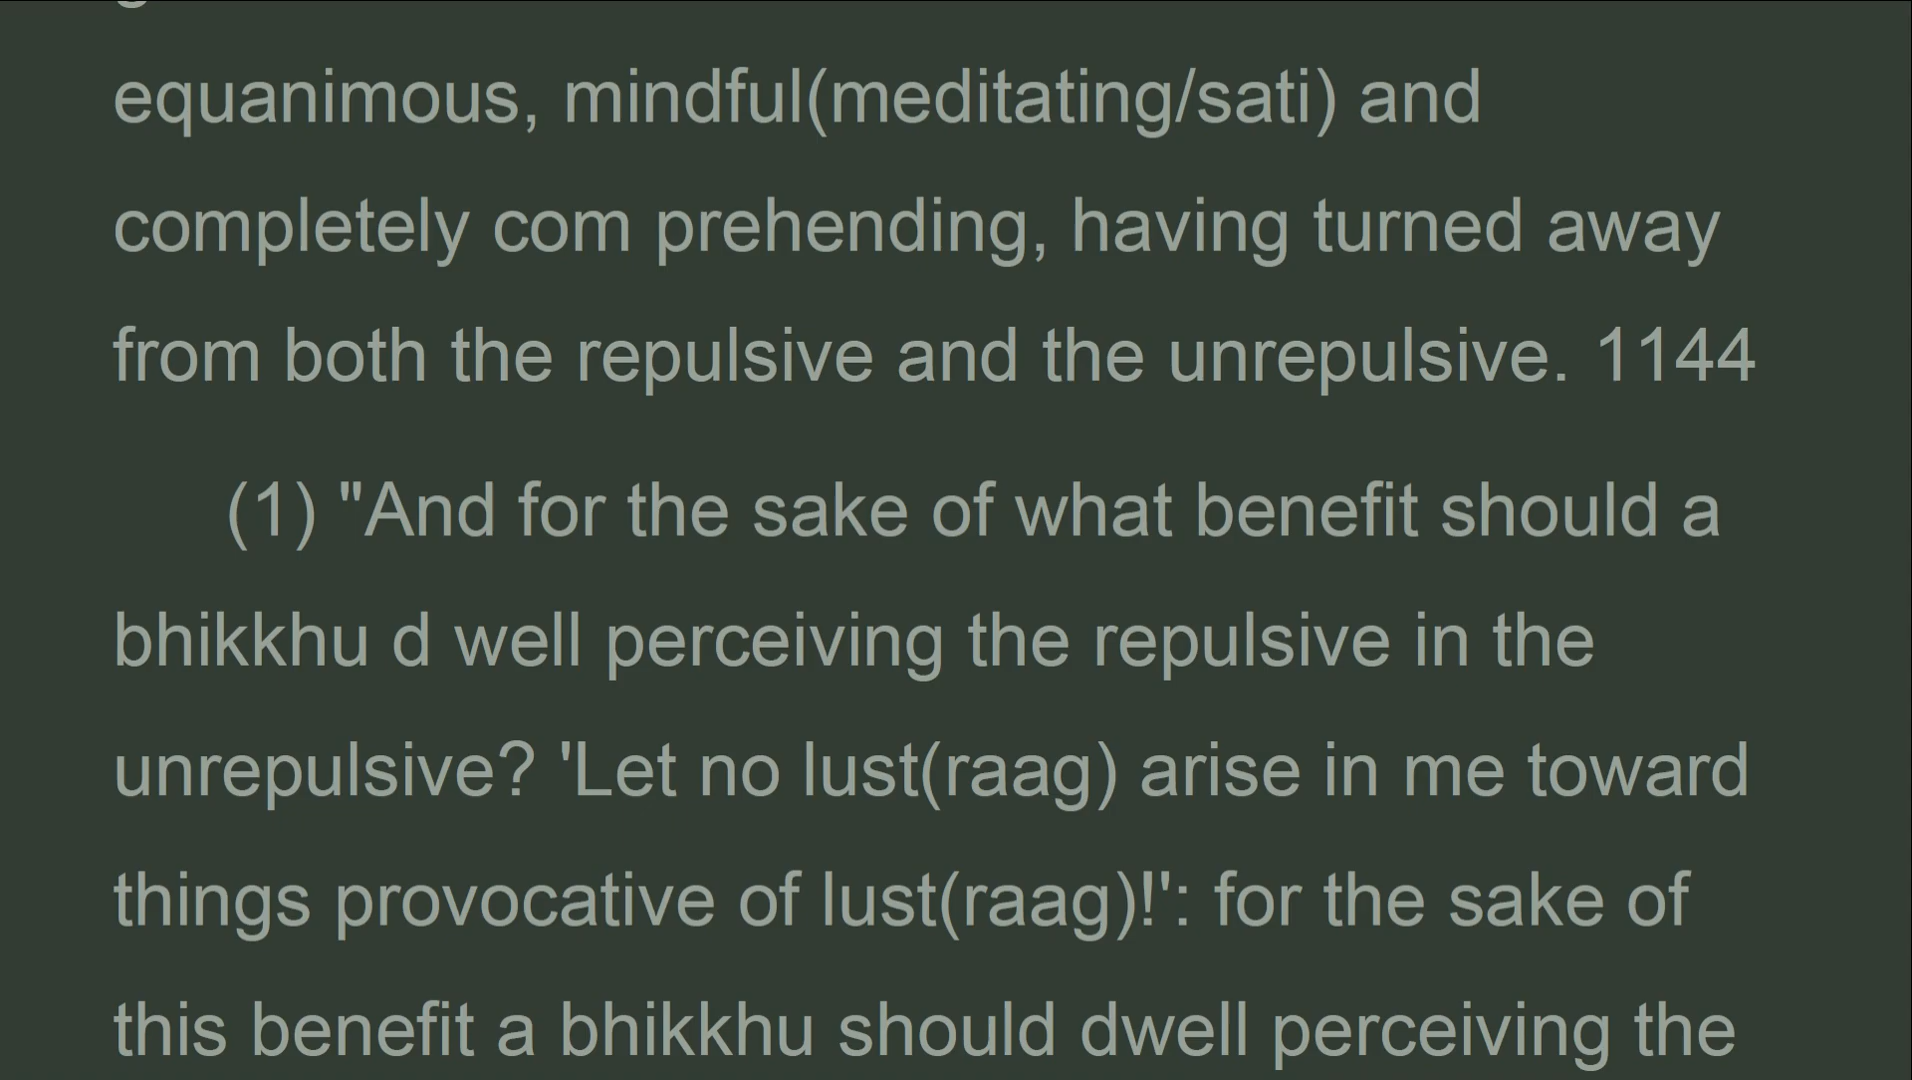 equanimous, mindful(meditating/sati) and
completely com prehending, having turned away
from both the repulsive and the unrepulsive. 1144
(1) "And for the sake of what benefit should a
bhikkhu d well perceiving the repulsive in the
unrepulsive? 'Let no lust(raag) arise in me toward
things provocative of lust(raag)!': for the sake of
this benefit a bhikkhu should dwell perceiving the